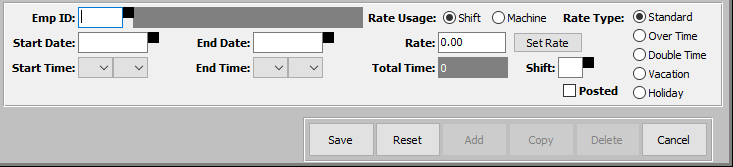 Emp ID: Rate Usage: Shift Machine Rate Type: Standard
Over Time
Start Date: End Date: Rate: 0.00 Set Rate
Double Time
Start Time: End Time: Total Time: 0 Shift:
Vacation
Posted Holiday
Save Reset Add Copy Delete Cancel